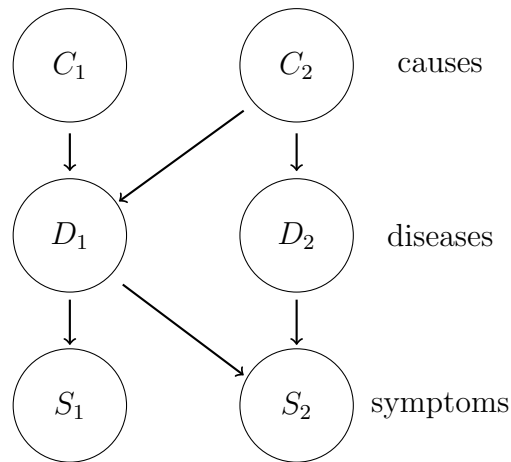 C₁ C₂ causes
D₁ D₂ diseases
S₁ S₂ symptoms